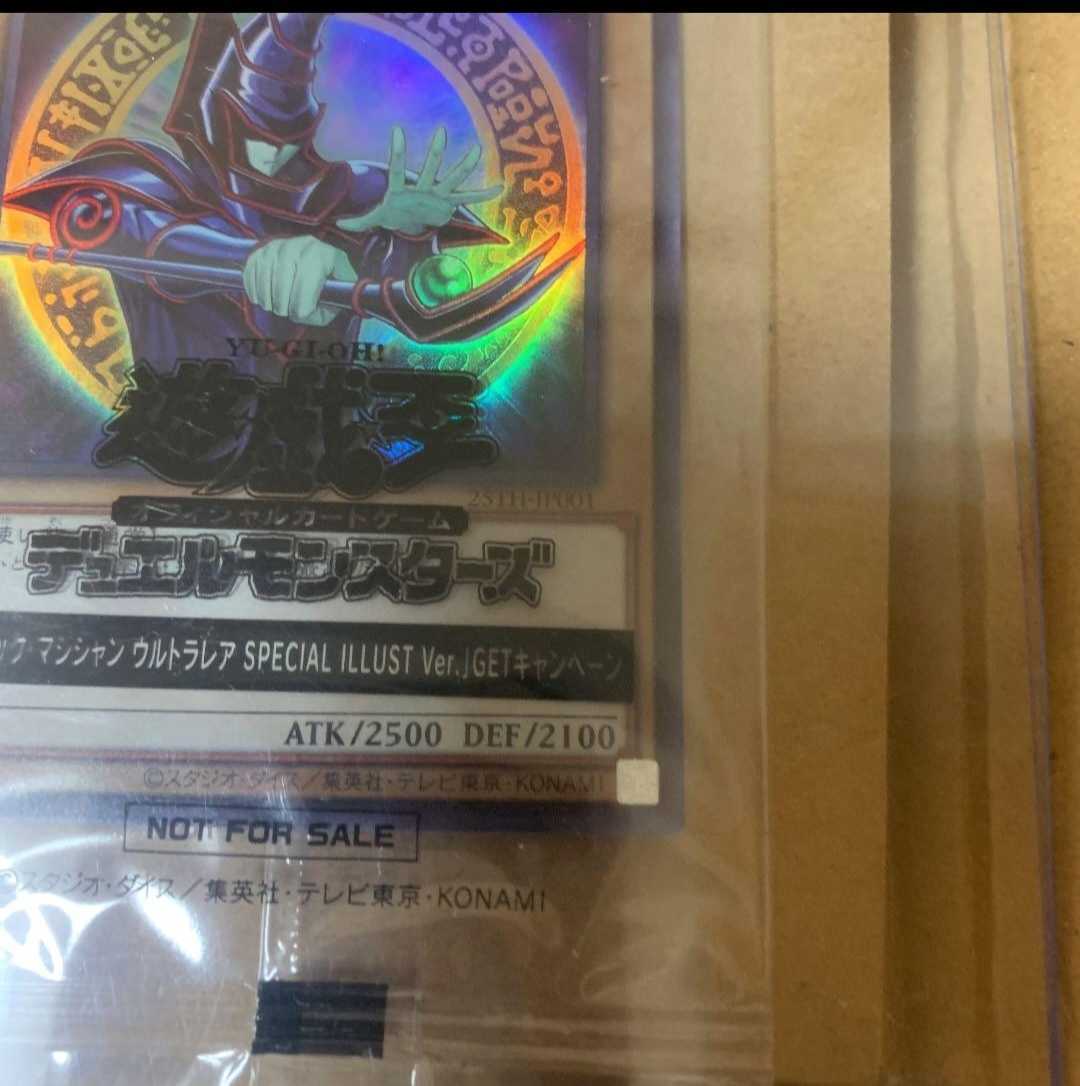 YU-GI-OH!
遊戯王
25TH-JP001
オフィシャルカードゲーム
デュエルモンスターズ
マジシャン ウルトラレア SPECIAL ILLUST Ver.」GETキャンペーン
ATK/2500 DEF/2100
©スタジオ・ダイス/集英社・テレビ東京・KONAMI
NOT FOR SALE
©スタジオ・ダイス/集英社・テレビ東京・KONAMI